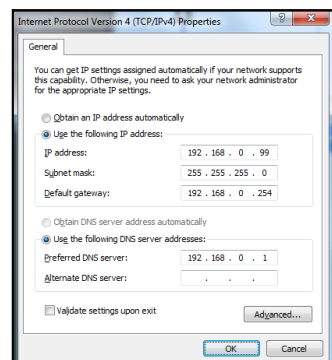 Internet Protocol Version 4 (TCP/IPv4) Properties
General
You can get IP settings assigned automatically if your network supports
this capability. Otherwise, you need to ask your network administrator
for the appropriate IP settings.
Obtain an IP address automatically
Use the following IP address:
IP address: 192 . 168 . 0 . 99
Subnet mask: 255 . 255 . 255 . 0
Default gateway: 192 . 168 . 0 . 254
Obtain DNS server address automatically
Use the following DNS server addresses:
Preferred DNS server: 192 . 168 . 0 . 1
Alternate DNS server: . . .
Validate settings upon exit
Advanced...
OK Cancel